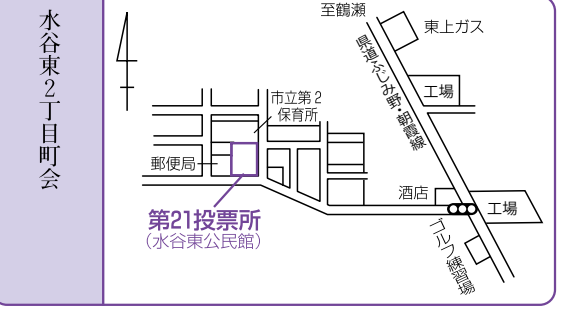 水谷東2丁目町会
至鶴瀬
東上ガス
県道ふじみ野・朝霞線
工場
市立第2
保育所
郵便局
酒店
工場
第21投票所
(水谷東公民館)
ゴルフ練習場